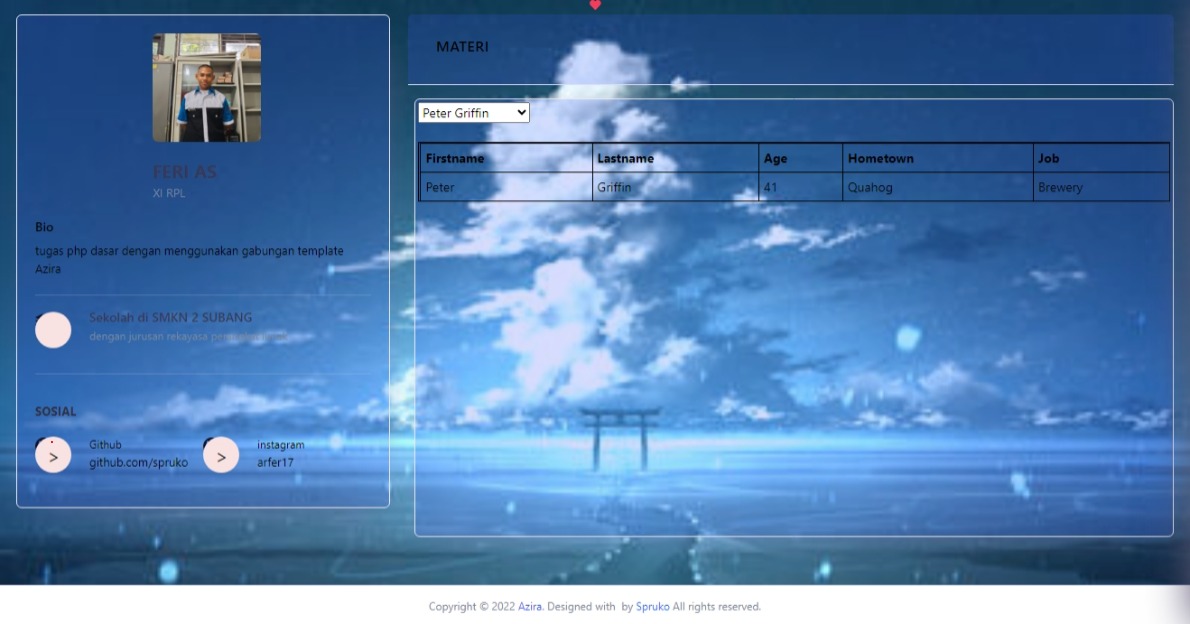 FERI AS
XI RPL
Bio
tugas php dasar dengan menggunakan gabungan template
Azira
Sekolah di SMKN 2 SUBANG
dengan jurusan rekayasa
SOSIAL
Github
github.com/spruko
>
instagram
arfer17
>
MATERI
Peter Griffin
Firstname Lastname Age Hometown Job
Peter Griffin 41 Quahog Brewery
Copyright © 2022 Azira. Designed with by Spruko All rights reserved.